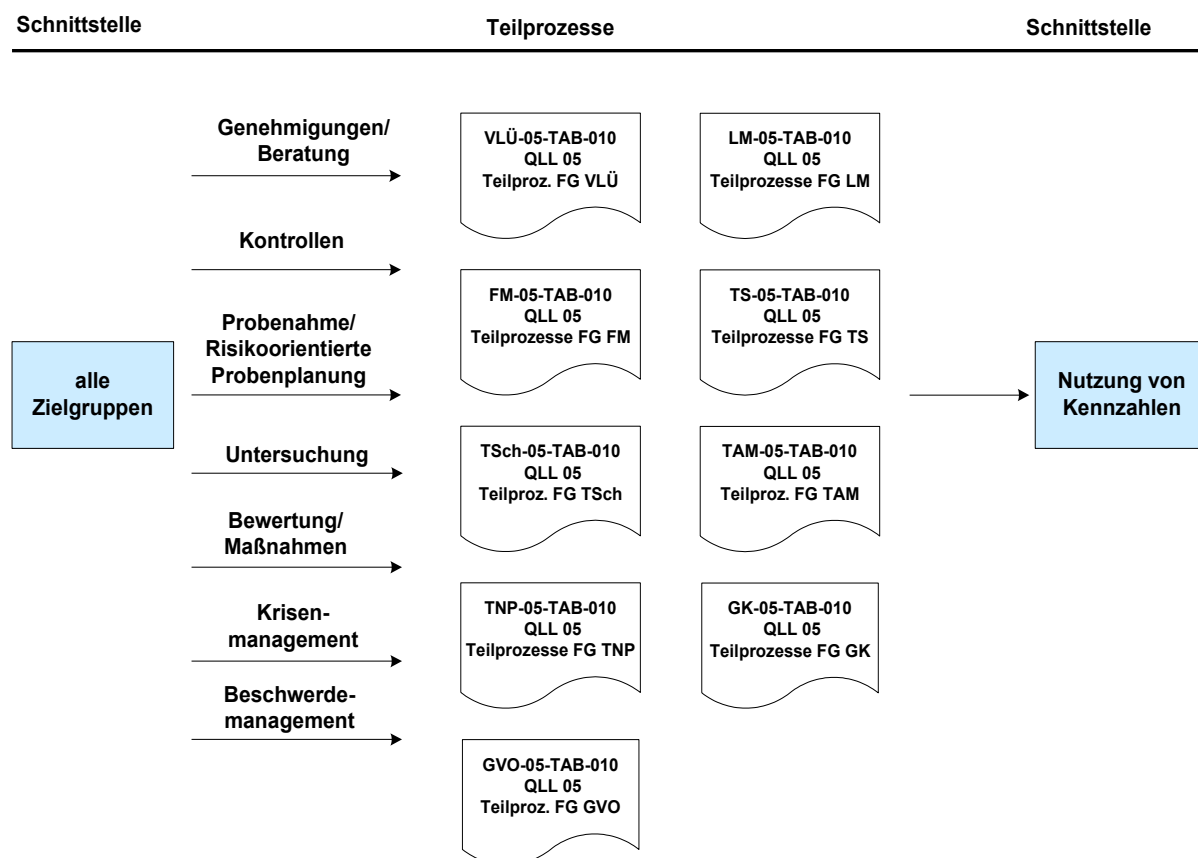 Schnittstelle
Teilprozesse
Schnittstelle
alle
Zielgruppen
Genehmigungen/
Beratung
Kontrollen
Probenahme/
Risikoorientierte
Probenplanung
Untersuchung
Bewertung/
Maßnahmen
Krisen-
management
Beschwerde-
management
VLÜ-05-TAB-010
QLL 05
Teilproz. FG VLÜ
LM-05-TAB-010
QLL 05
Teilprozesse FG LM
FM-05-TAB-010
QLL 05
Teilprozesse FG FM
TS-05-TAB-010
QLL 05
Teilprozesse FG TS
TSch-05-TAB-010
QLL 05
Teilproz. FG TSch
TAM-05-TAB-010
QLL 05
Teilproz. FG TAM
TNP-05-TAB-010
QLL 05
Teilprozesse FG TNP
GK-05-TAB-010
QLL 05
Teilprozesse FG GK
GVO-05-TAB-010
QLL 05
Teilproz. FG GVO
Nutzung von
Kennzahlen